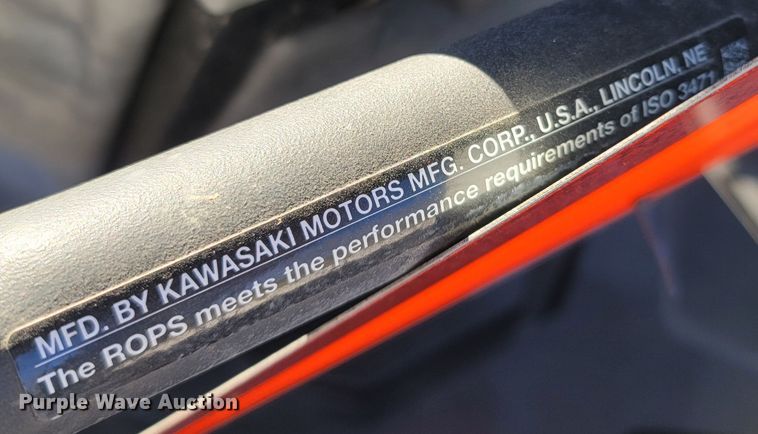 MFD. BY KAWASAKI MOTORS MFG. CORP., U.S.A., LINCOLN, NE
The ROPS meets the performance requirements of ISO 3471
Purple Wave Auction